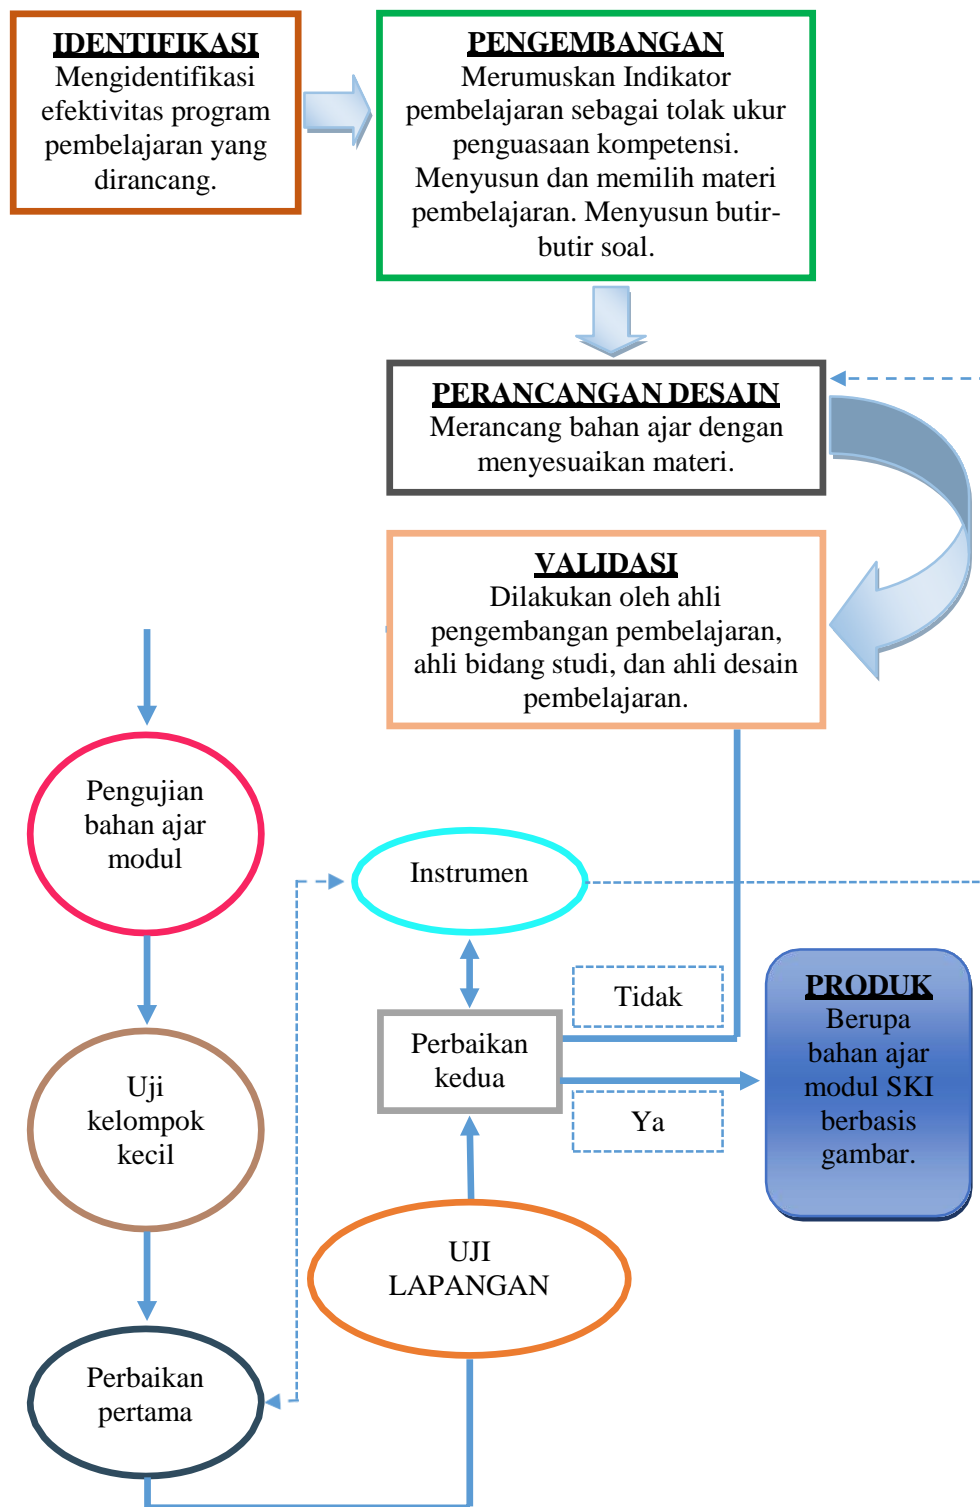 IDENTIFIKASI
Mengidentifikasi
efektivitas program
pembelajaran yang
dirancang.
PENGEMBANGAN
Merumuskan Indikator
pembelajaran sebagai tolak ukur
penguasaan kompetensi.
Menyusun dan memilih materi
pembelajaran. Menyusun butir-
butir soal.
PERANCANGAN DESAIN
Merancang bahan ajar dengan
menyesuaikan materi.
VALIDASI
Dilakukan oleh ahli
pengembangan pembelajaran,
ahli bidang studi, dan ahli desain
pembelajaran.
Pengujian
bahan ajar
modul
Instrumen
Tidak
Perbaikan
kedua
Ya
PRODUK
Berupa
bahan ajar
modul SKI
berbasis
gambar.
Uji
kelompok
kecil
UJI
LAPANGAN
Perbaikan
pertama